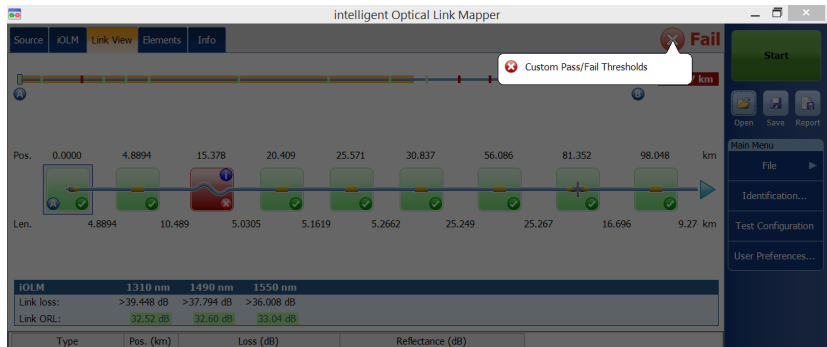 intelligent Optical Link Mapper
Source iOLM Link View Elements Info
Fail
Start
Custom Pass/Fail Thresholds
km
A
B
Open Save Report
Main Menu
File
Identification...
Test Configuration
User Preferences...
Pos. 0.0000 4.8894 15.378 20.409 25.571 30.837 56.086 81.352 98.048 km
A
Len. 4.8894 10.489 5.0305 5.1619 5.2662 25.249 25.267 16.696 9.27 km
iOLM 1310 nm 1490 nm 1550 nm
Link loss: >39.448 dB >37.794 dB >36.008 dB
Link ORL: 32.52 dB 32.60 dB 33.04 dB
Type Pos. (km) Loss (dB) Reflectance (dB)